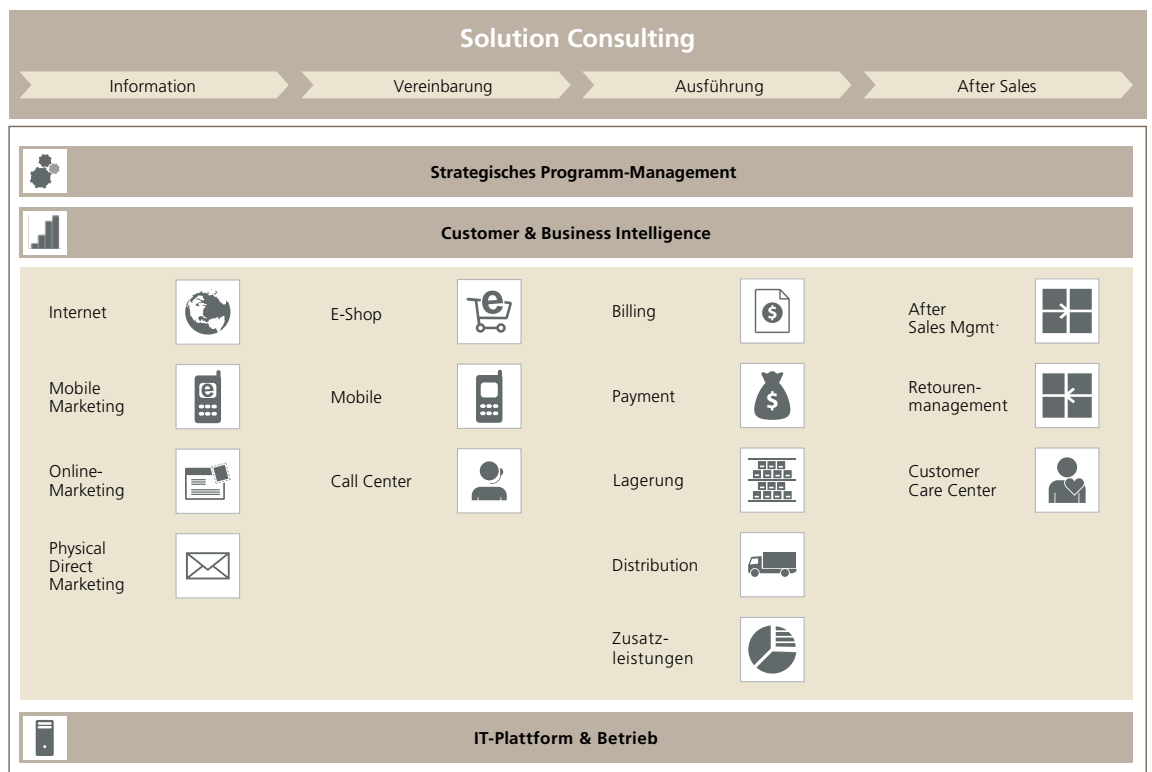 Solution Consulting
Information
Vereinbarung
Ausführung
After Sales
Strategisches Programm-Management
Customer & Business Intelligence
Internet
Mobile
Marketing
Online-
Marketing
Physical
Direct
Marketing
E-Shop
Mobile
Call Center
Billing
Payment
Lagerung
Distribution
Zusatz-
leistungen
After
Sales Mgmt.
Retouren-
management
Customer
Care Center
IT-Plattform & Betrieb